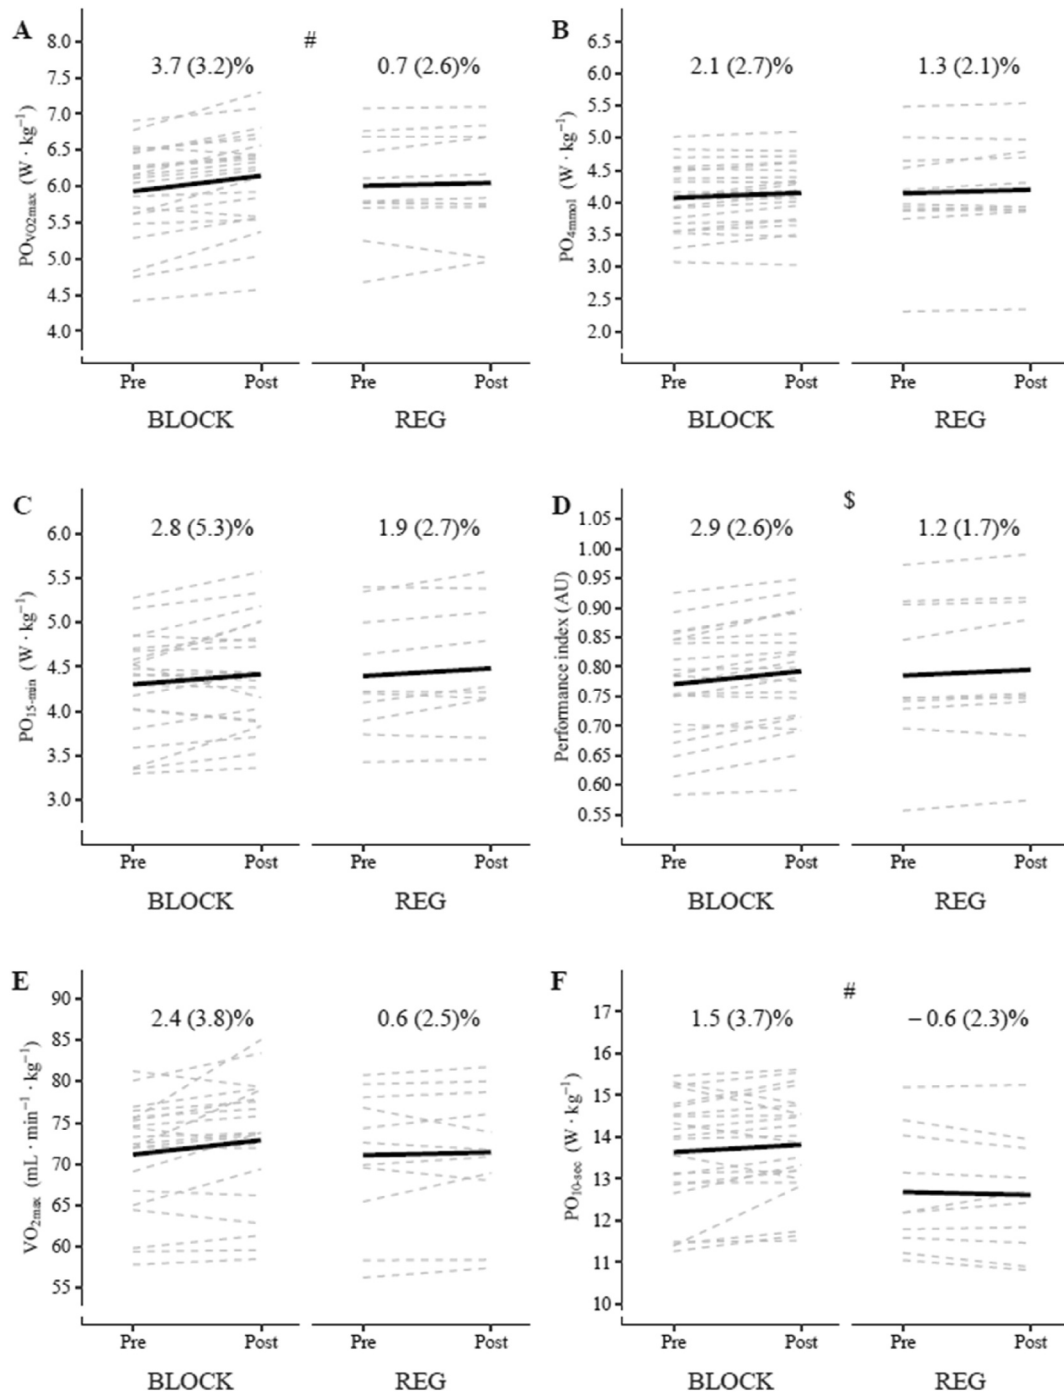 A
PO_VO2max (W · kg⁻¹)
8.0
7.5
7.0
6.5
6.0
5.5
5.0
4.5
4.0
3.7 (3.2)%
#
0.7 (2.6)%
Pre
Post
Pre
Post
BLOCK
REG
B
PO_4mmol (W · kg⁻¹)
6.5
6.0
5.5
5.0
4.5
4.0
3.5
3.0
2.5
2.0
2.1 (2.7)%
1.3 (2.1)%
Pre
Post
Pre
Post
BLOCK
REG
C
PO_15-min (W · kg⁻¹)
6.0
5.5
5.0
4.5
4.0
3.5
3.0
2.8 (5.3)%
1.9 (2.7)%
Pre
Post
Pre
Post
BLOCK
REG
D
Performance index (AU)
1.05
1.00
0.95
0.90
0.85
0.80
0.75
0.70
0.65
0.60
0.55
2.9 (2.6)%
$
1.2 (1.7)%
Pre
Post
Pre
Post
BLOCK
REG
E
VO_2max (mL · min⁻¹ · kg⁻¹)
90
85
80
75
70
65
60
55
2.4 (3.8)%
0.6 (2.5)%
Pre
Post
Pre
Post
BLOCK
REG
F
PO_10-sec (W · kg⁻¹)
17
16
15
14
13
12
11
10
1.5 (3.7)%
#
−0.6 (2.3)%
Pre
Post
Pre
Post
BLOCK
REG